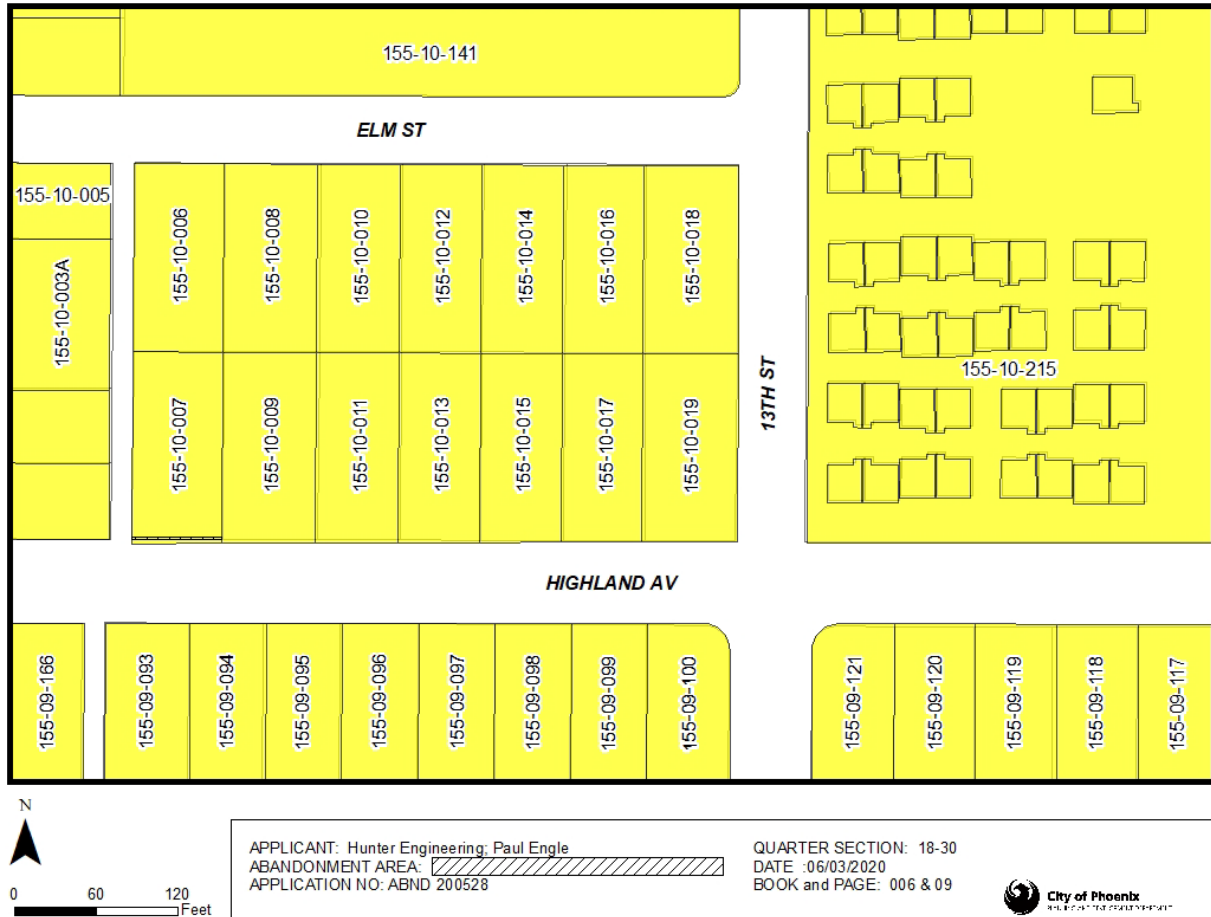 155-10-141
ELM ST
155-10-005
155-10-003A
155-10-006
155-10-008
155-10-010
155-10-012
155-10-014
155-10-016
155-10-018
155-10-007
155-10-009
155-10-011
155-10-013
155-10-015
155-10-017
155-10-019
13TH ST
155-10-215
HIGHLAND AV
155-09-166
155-09-093
155-09-094
155-09-095
155-09-096
155-09-097
155-09-098
155-09-099
155-09-100
155-09-121
155-09-120
155-09-119
155-09-118
155-09-117
N
0 60 120
Feet
APPLICANT: Hunter Engineering; Paul Engle
ABANDONMENT AREA:
APPLICATION NO: ABND 200528
QUARTER SECTION: 18-30
DATE :06/03/2020
BOOK and PAGE: 006 & 09
City of Phoenix